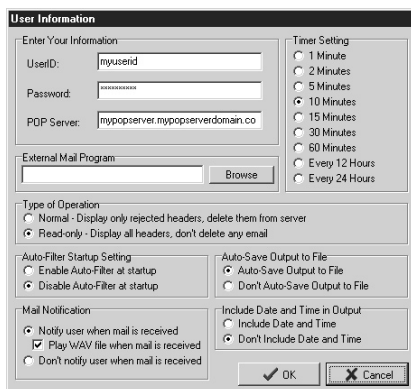 User Information
Enter Your Information
UserID:
myuserid
Password:
**********
POP Server:
mypopserver.mypopserverdomain.co
Timer Setting
1 Minute
2 Minutes
5 Minutes
10 Minutes
15 Minutes
30 Minutes
60 Minutes
Every 12 Hours
Every 24 Hours
External Mail Program
Browse
Type of Operation
Normal - Display only rejected headers, delete them from server
Read-only - Display all headers, don't delete any email
Auto-Filter Startup Setting
Enable Auto-Filter at startup
Disable Auto-Filter at startup
Auto-Save Output to File
Auto-Save Output to File
Don't Auto-Save Output to File
Mail Notification
Notify user when mail is received
Play WAV file when mail is received
Don't notify user when mail is received
Include Date and Time in Output
Include Date and Time
Don't Include Date and Time
OK
Cancel